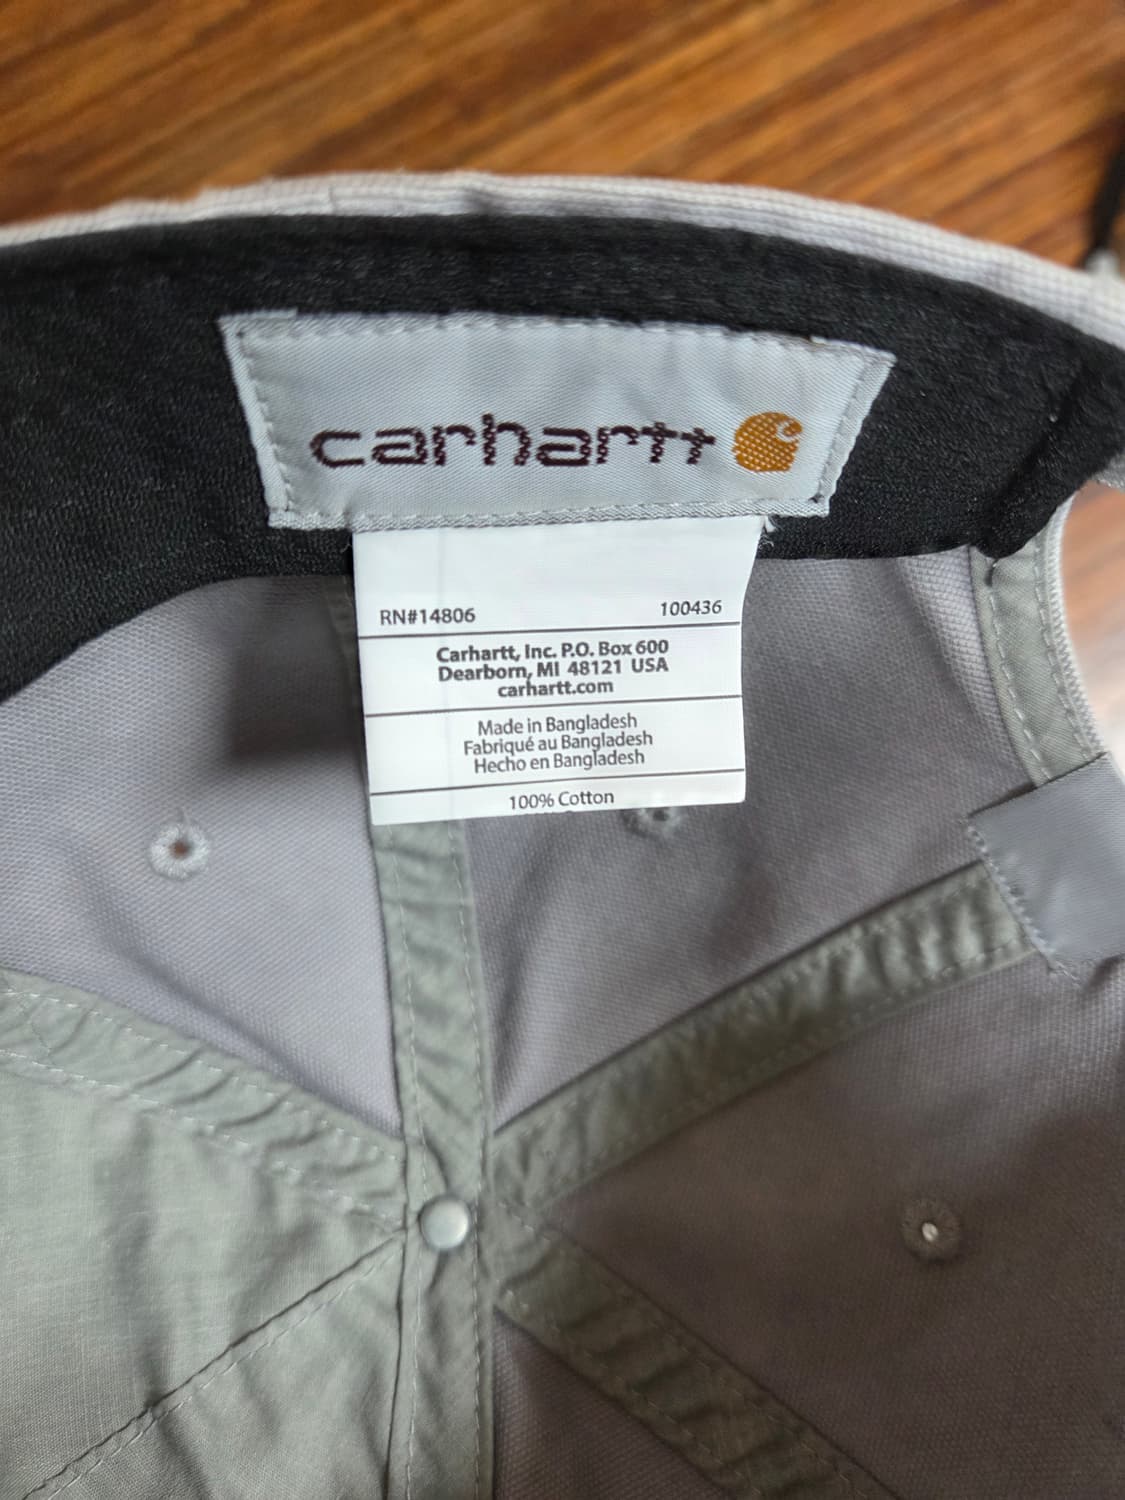 carhartt
RN#14806 100436
Carhartt, Inc. P.O. Box 600
Dearborn, MI 48121 USA
carhartt.com
Made in Bangladesh
Fabriqué au Bangladesh
Hecho en Bangladesh
100% Cotton